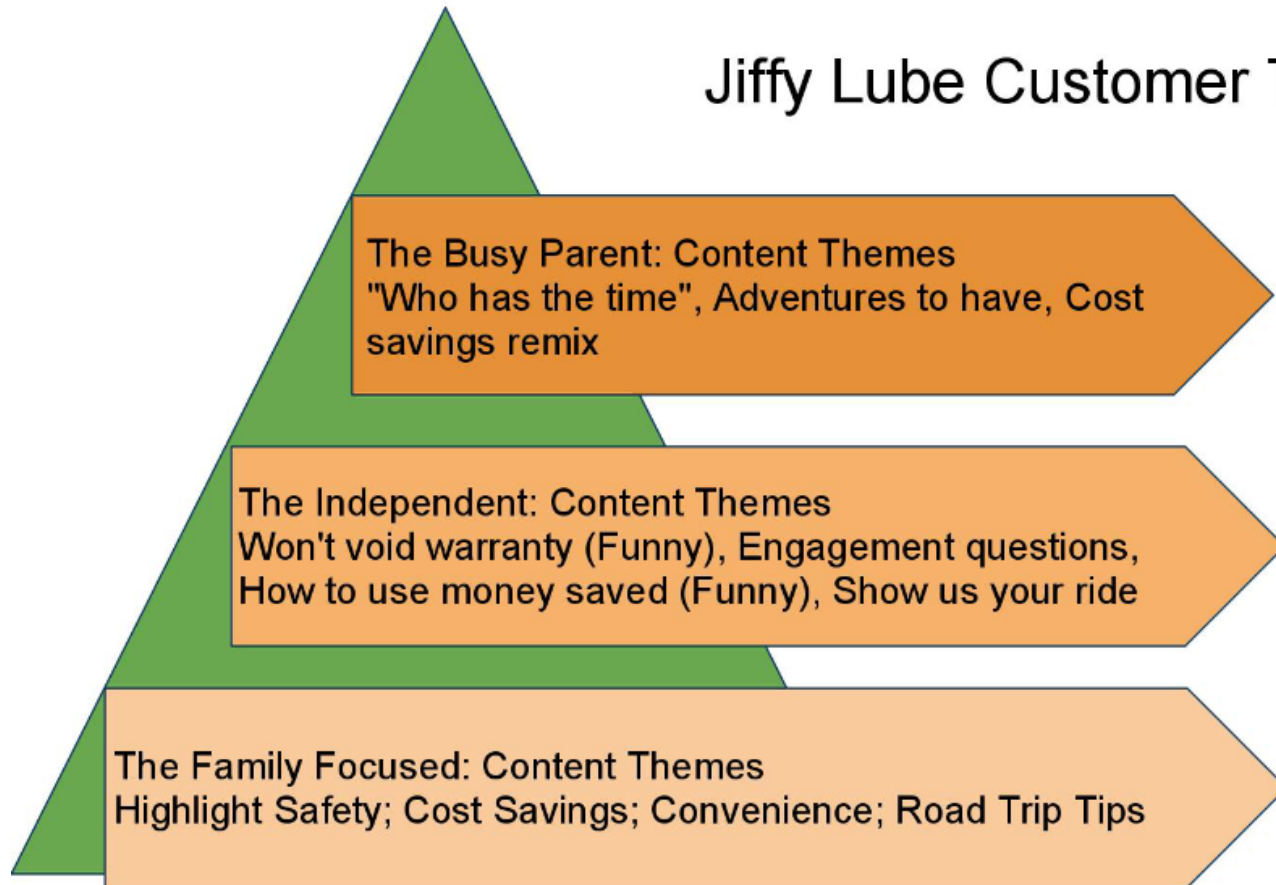 Jiffy Lube Customer
The Busy Parent: Content Themes
"Who has the time", Adventures to have, Cost
savings remix
The Independent: Content Themes
Won't void warranty (Funny), Engagement questions,
How to use money saved (Funny), Show us your ride
The Family Focused: Content Themes
Highlight Safety; Cost Savings; Convenience; Road Trip Tips